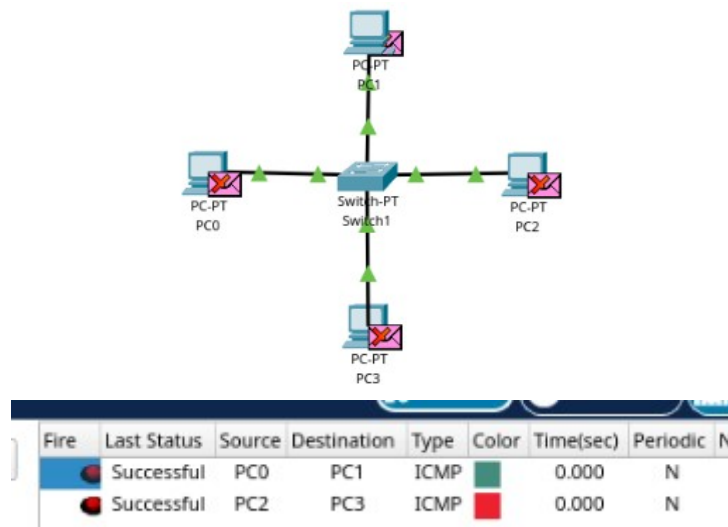 PC-PT
PC1
PC-PT
PC0
Switch-PT
Switch1
PC-PT
PC2
PC-PT
PC3
Fire Last Status Source Destination Type Color Time(sec) Periodic N
Successful PC0 PC1 ICMP 0.000 N
Successful PC2 PC3 ICMP 0.000 N